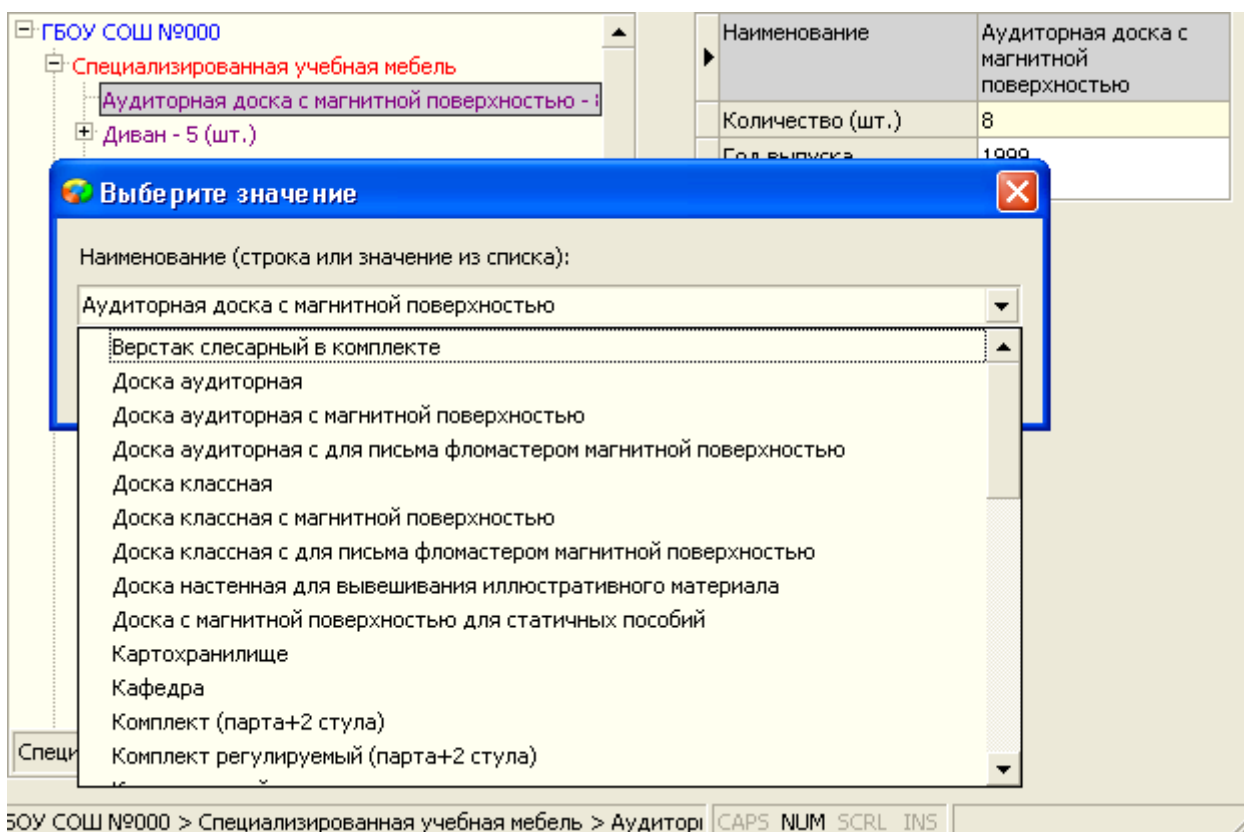 ГБОУ СОШ №000
Специализированная учебная мебель
Аудиторная доска с магнитной поверхностью -
Диван - 5 (шт.)
Наименование
Аудиторная доска с
магнитной
поверхностью
Количество (шт.)
8
Год выпуска
1999
Выберите значение
Наименование (строка или значение из списка):
Аудиторная доска с магнитной поверхностью
Верстак слесарный в комплекте
Доска аудиторная
Доска аудиторная с магнитной поверхностью
Доска аудиторная с для письма фломастером магнитной поверхностью
Доска классная
Доска классная с магнитной поверхностью
Доска классная с для письма фломастером магнитной поверхностью
Доска настенная для вывешивания иллюстративного материала
Доска с магнитной поверхностью для статичных пособий
Картохранилище
Кафедра
Комплект (парта+2 стула)
Комплект регулируемый (парта+2 стула)
Специ
БОУ СОШ №000 > Специализированная учебная мебель > Аудитор
CAPS NUM SCRL INS